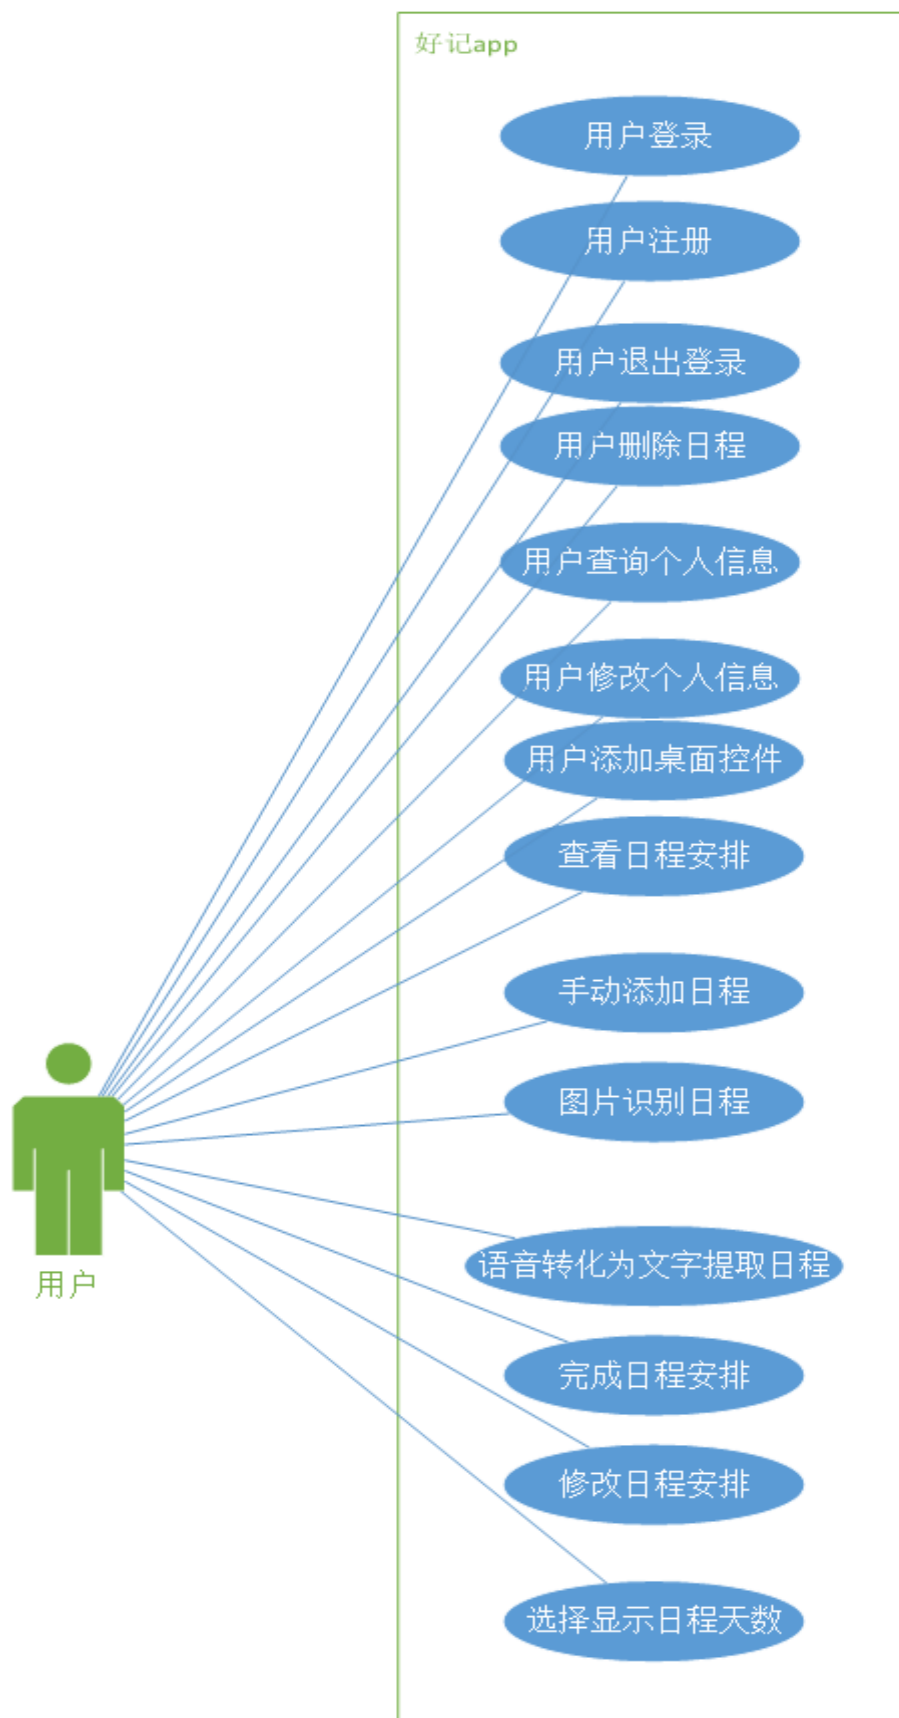 好记app
用户登录
用户注册
用户退出登录
用户删除日程
用户查询个人信息
用户修改个人信息
用户添加桌面控件
查看日程安排
手动添加日程
图片识别日程
语音转化为文字提取日程
用户
完成日程安排
修改日程安排
选择显示日程天数